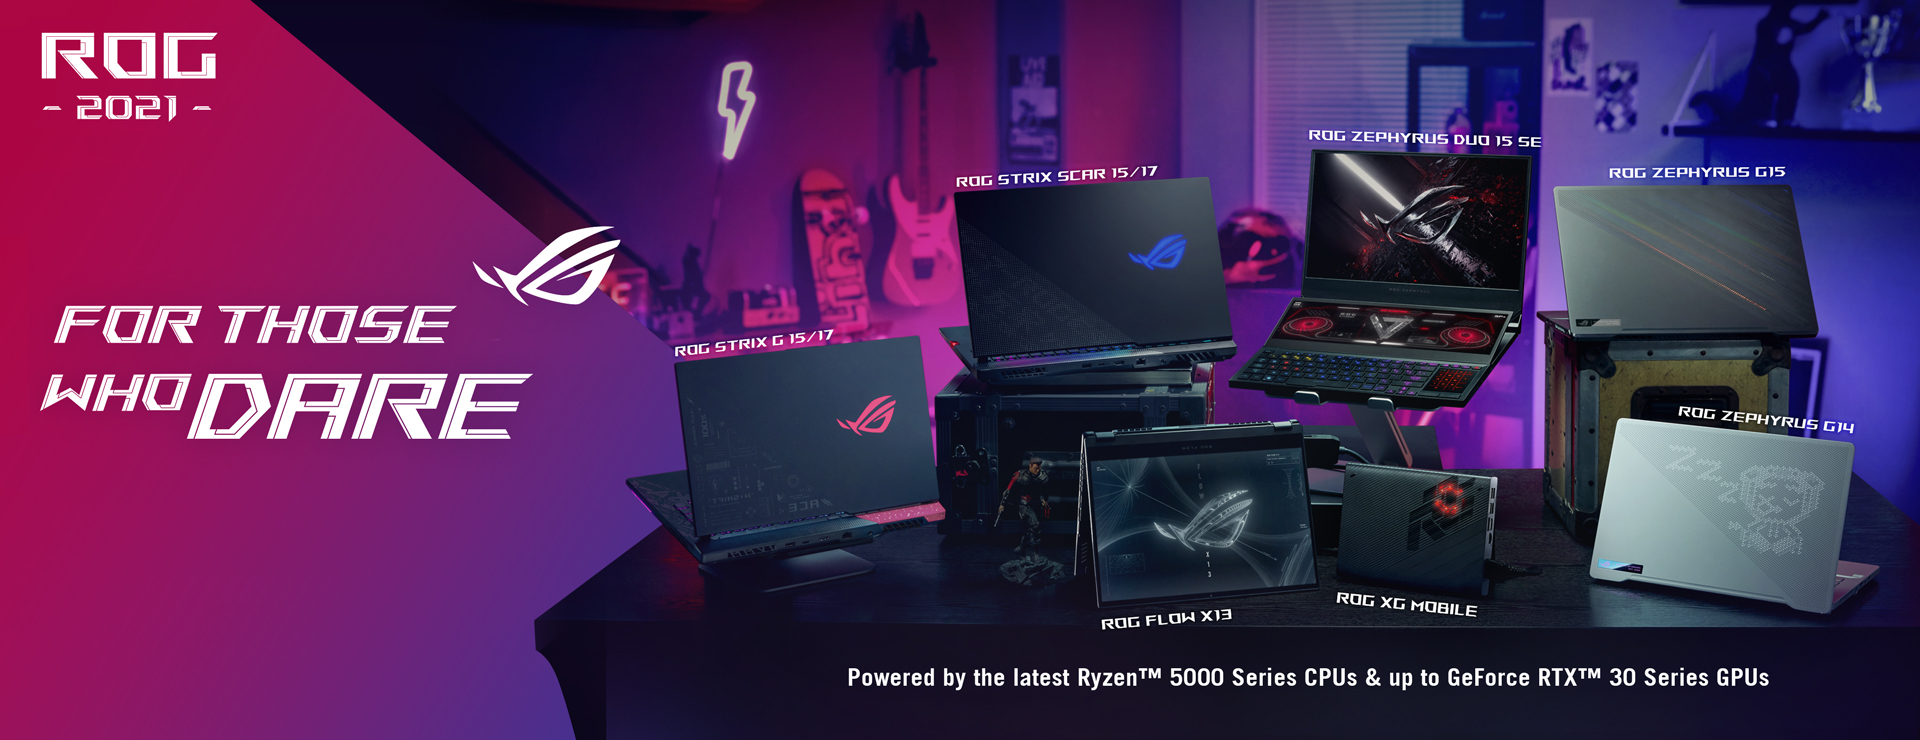 ROG
- 2021 -
FOR THOSE
WHO DARE
ROG STRIX G 15/17
ROG STRIX SCAR 15/17
ROG ZEPHYRUS DUO 15 SE
ROG ZEPHYRUS G15
ROG ZEPHYRUS G14
ROG FLOW X13
ROG XG MOBILE
FLOW
X13
Powered by the latest Ryzen™ 5000 Series CPUs & up to GeForce RTX™ 30 Series GPUs